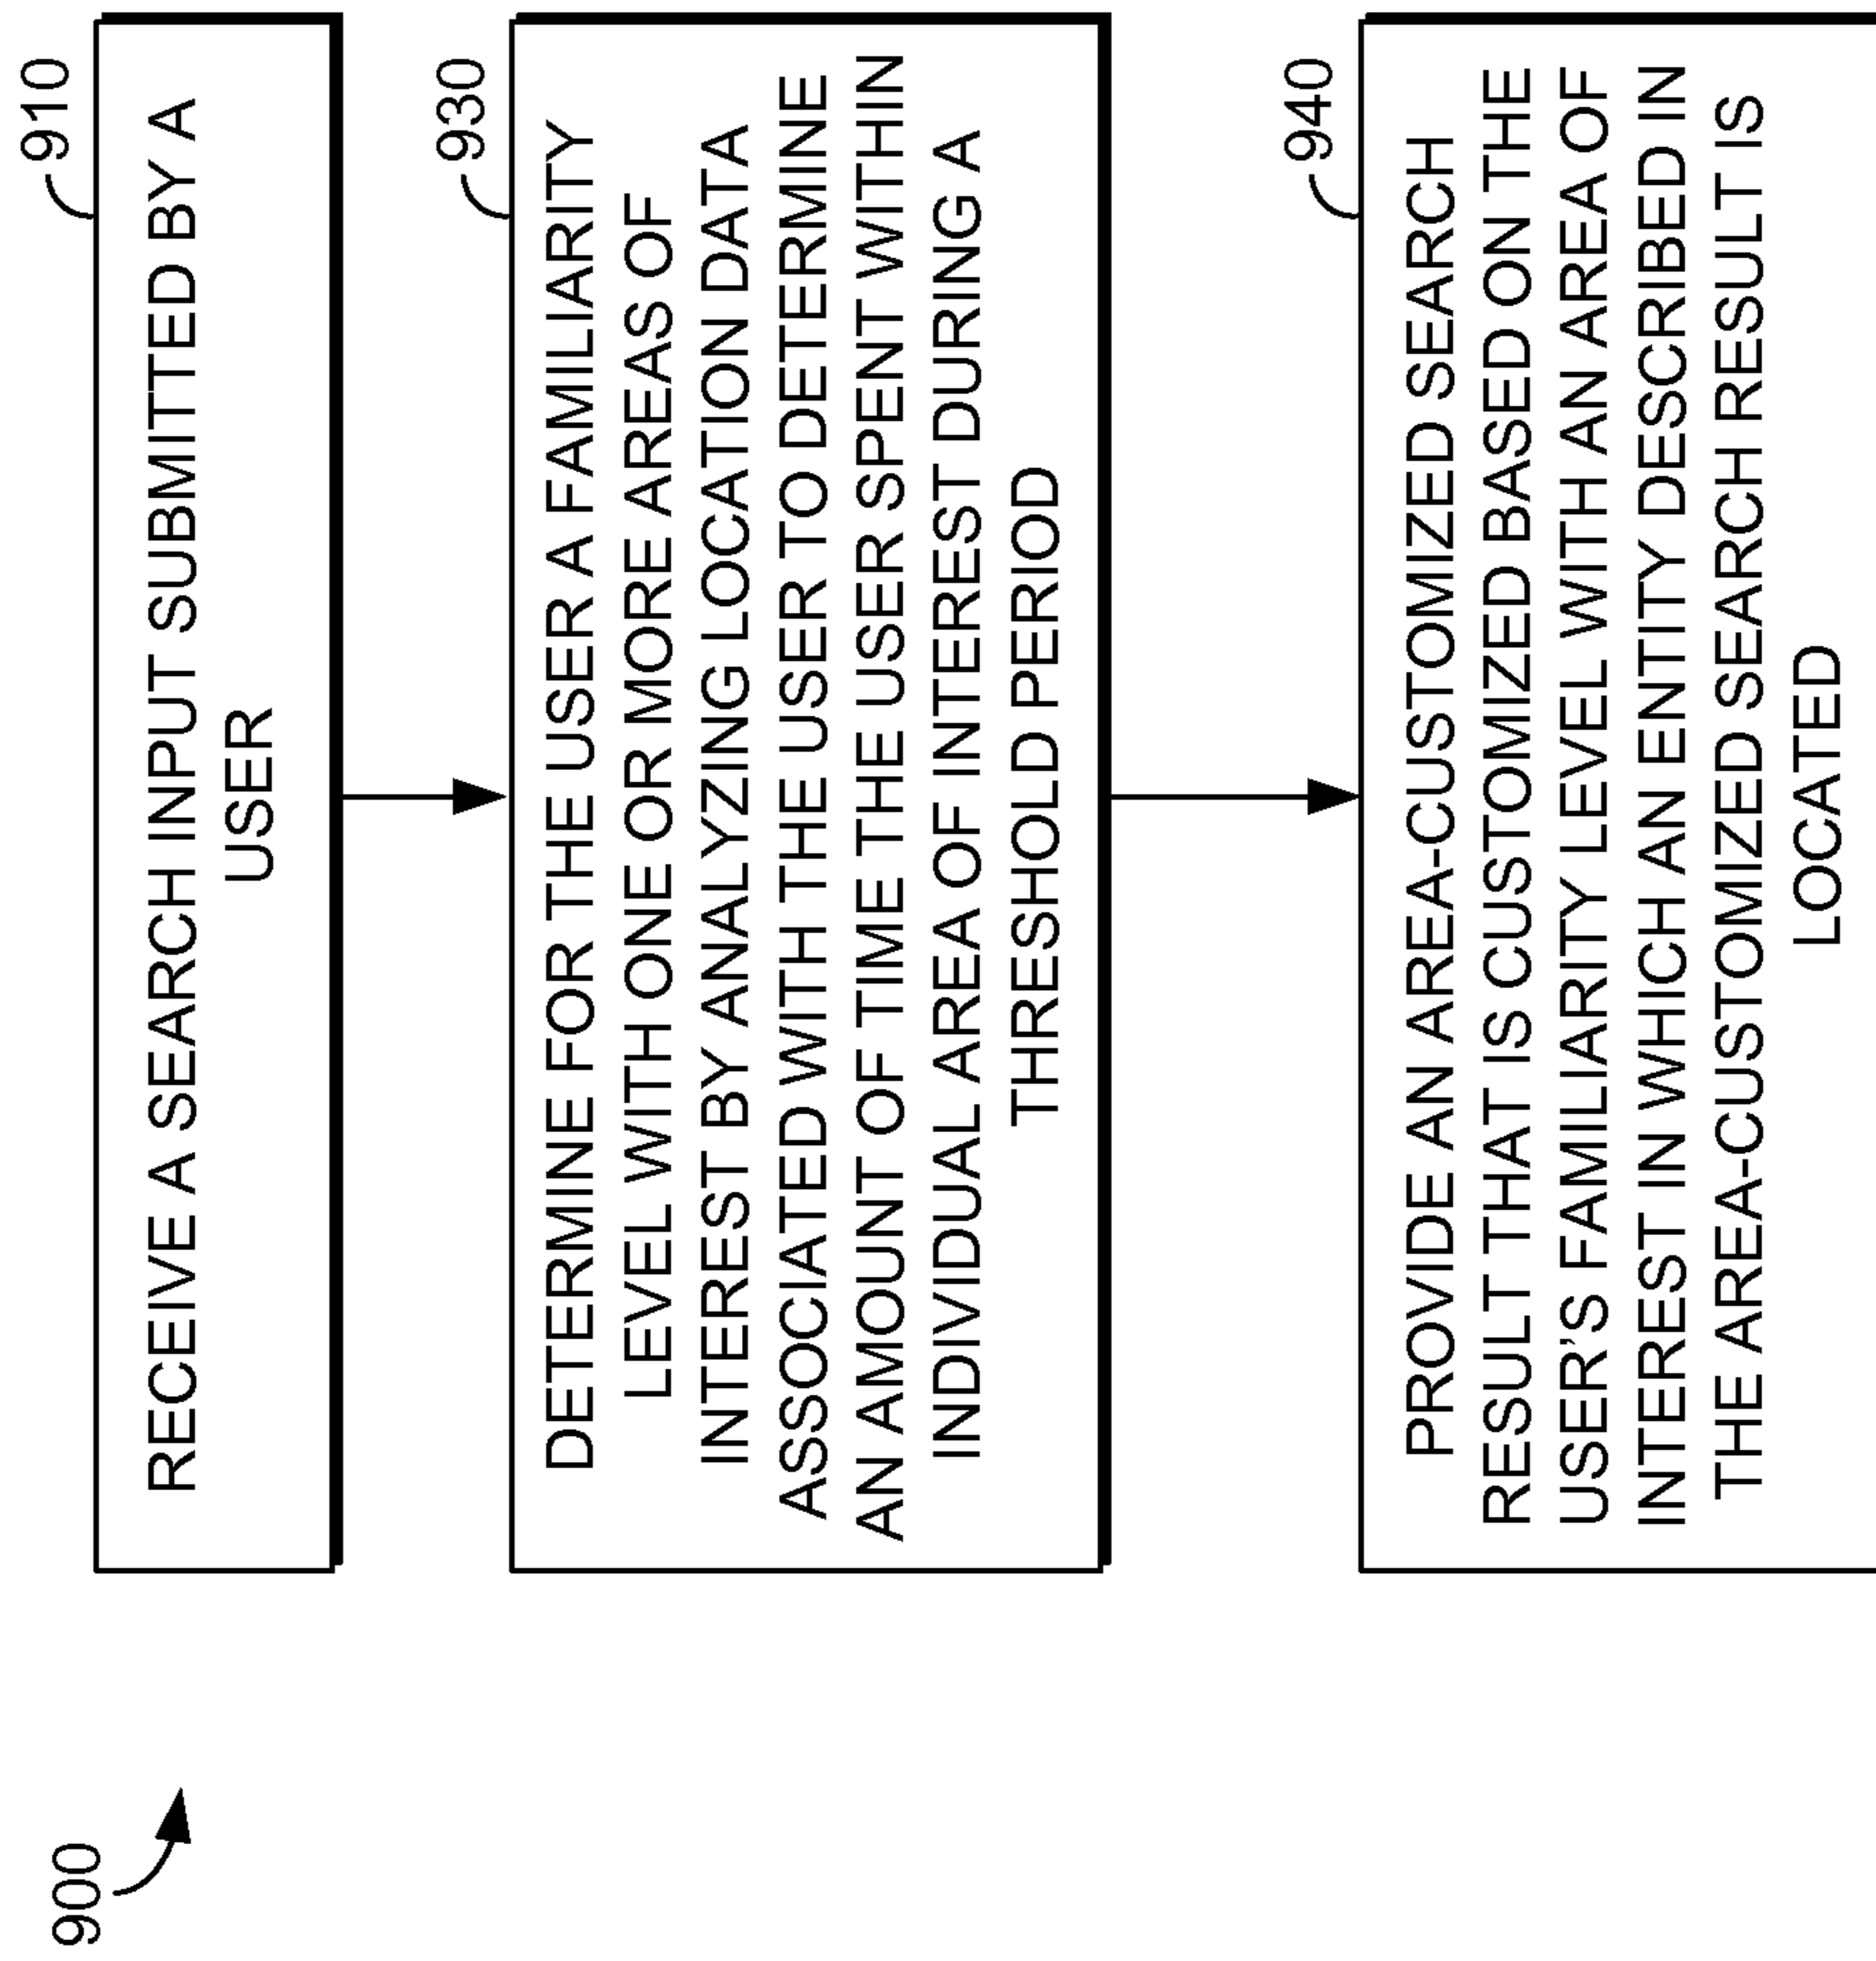 900
910
RECEIVE A SEARCH INPUT SUBMITTED BY A
USER
930
DETERMINE FOR THE USER A FAMILIARITY
LEVEL WITH ONE OR MORE AREAS OF
INTEREST BY ANALYZING LOCATION DATA
ASSOCIATED WITH THE USER TO DETERMINE
AN AMOUNT OF TIME THE USER SPENT WITHIN
INDIVIDUAL AREA OF INTEREST DURING A
THRESHOLD PERIOD
940
PROVIDE AN AREA-CUSTOMIZED SEARCH
RESULT THAT IS CUSTOMIZED BASED ON THE
USER'S FAMILIARITY LEVEL WITH AN AREA OF
INTEREST IN WHICH AN ENTITY DESCRIBED IN
THE AREA-CUSTOMIZED SEARCH RESULT IS
LOCATED